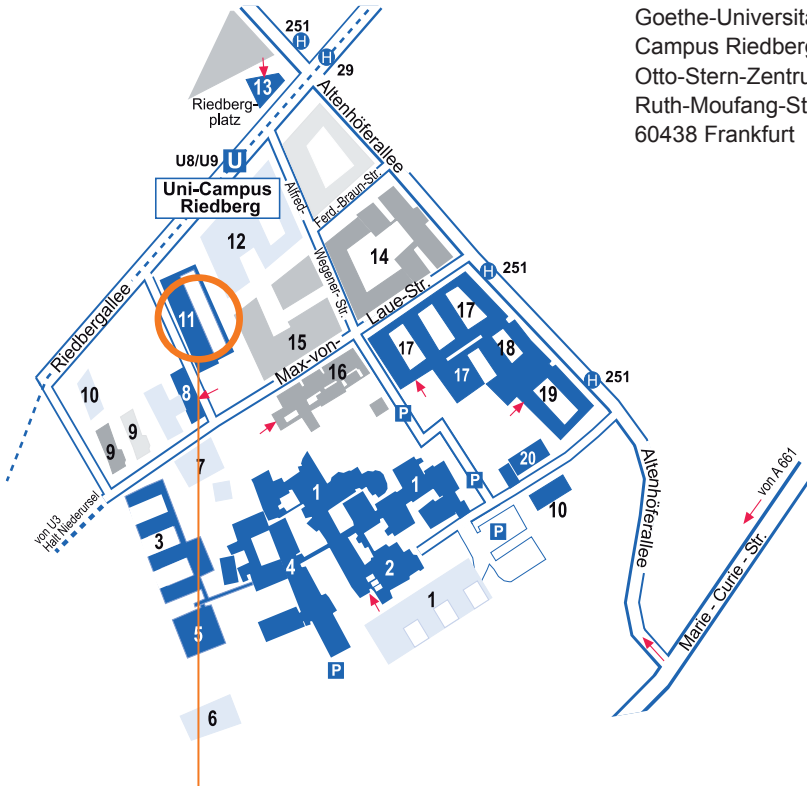 Goethe-Universitä
Campus Riedberg
Otto-Stern-Zentru
Ruth-Moufang-St
60438 Frankfurt
251
H
H
29
13
Riedberg-
platz
Altenhöferallee
U8/U9
U
Uni-Campus
Riedberg
Alfred-
Wegener-Str.
Ferd.-Braun-Str.
12
14
H
251
Riedbergallee
11
Max-von-
Laue-Str.
15
17
17
17
18
16
10
8
19
H
251
9
9
P
7
20
von U3
Halt Niederursel
3
1
1
P
10
Altenhöferallee
von A 661
P
4
2
1
Marie - Curie - Str.
5
P
6